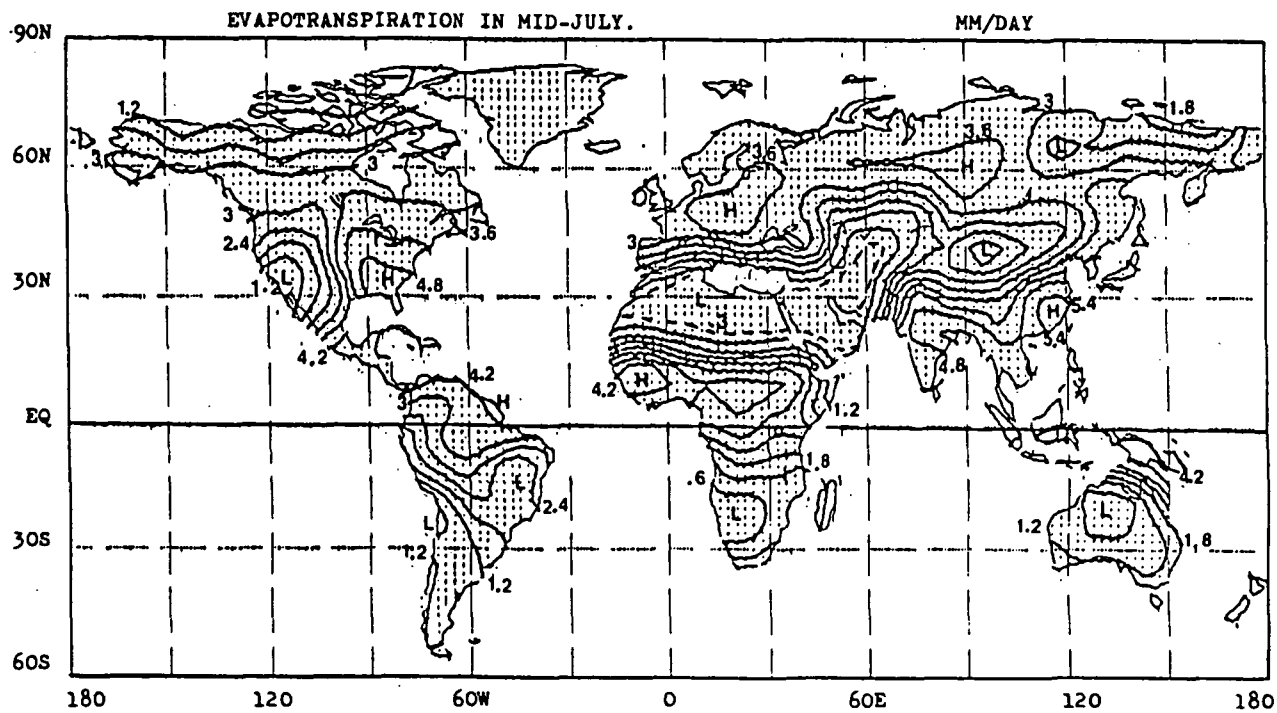 EVAPOTRANSPIRATION IN MID-JULY. MM/DAY
90N
1.2 3 1.8
3.6
60N 3 3 3.6 L H
H
3
2.4 3.6 3
L H L
30N 1.2 4.8 L H 5.4
3 5.4
4.2 4.8
4.2 4.2 H
3 H 1.2
EQ
1.8
.6 4.2
L 2.4 L L
L 1.2 1.8
30S 1.2
1.2
60S
180 120 60W 0 60E 120 180